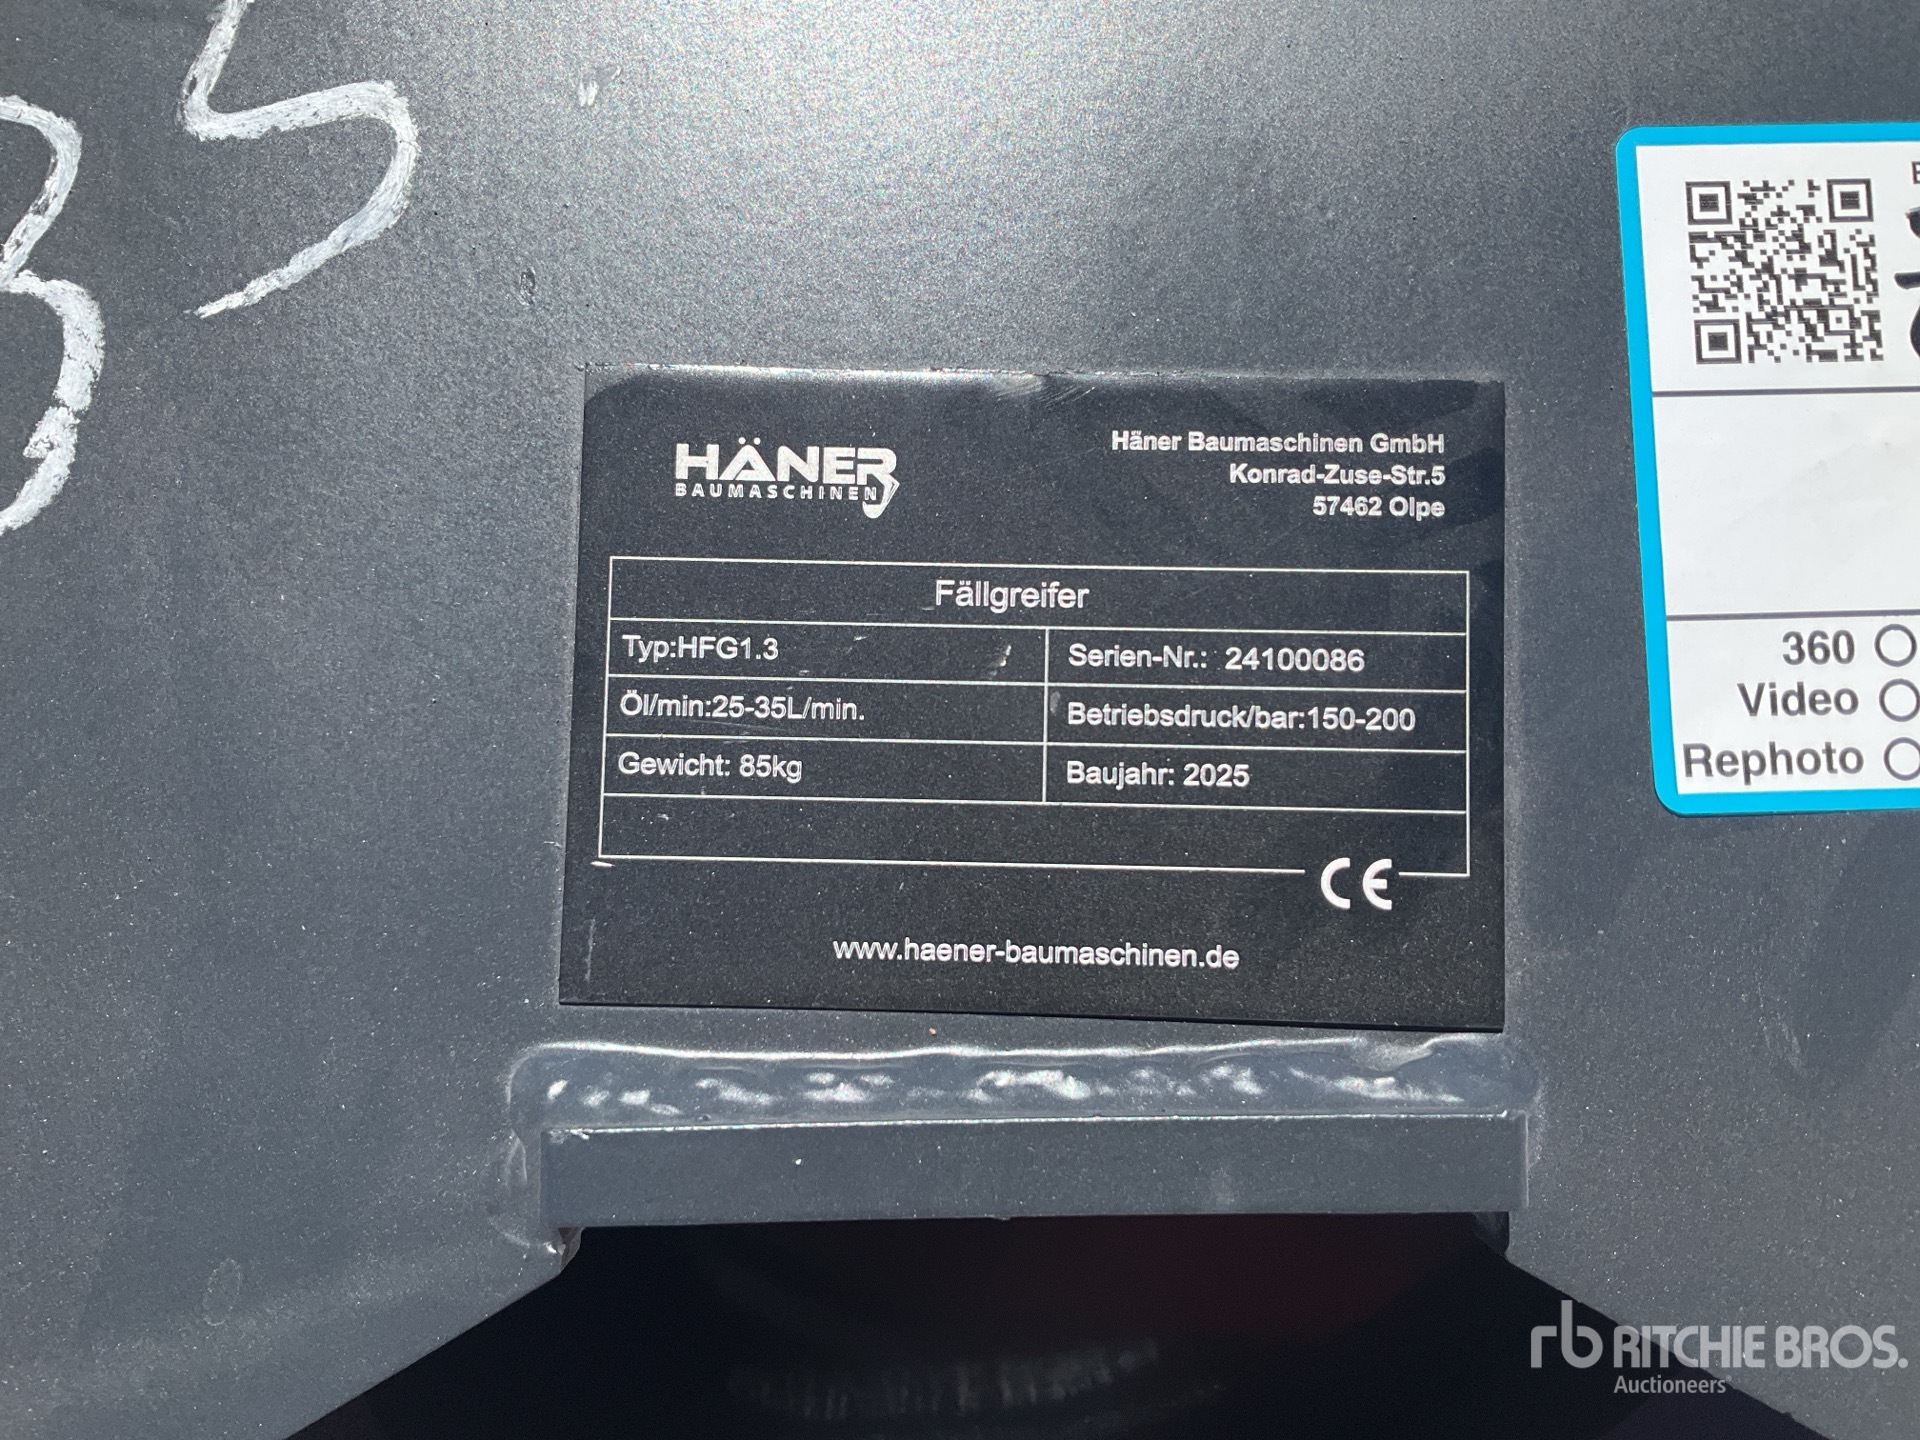 35
HÄNER
BAUMASCHINEN
Häner Baumaschinen GmbH
Konrad-Zuse-Str.5
57462 Olpe
Fällgreifer
Typ:HFG1.3
Serien-Nr.: 24100086
Öl/min:25-35L/min.
Betriebsdruck/bar:150-200
Gewicht: 85kg
Baujahr: 2025
CE
www.haener-baumaschinen.de
360
Video
Rephoto
rb RITCHIE BROS.
Auctioneers